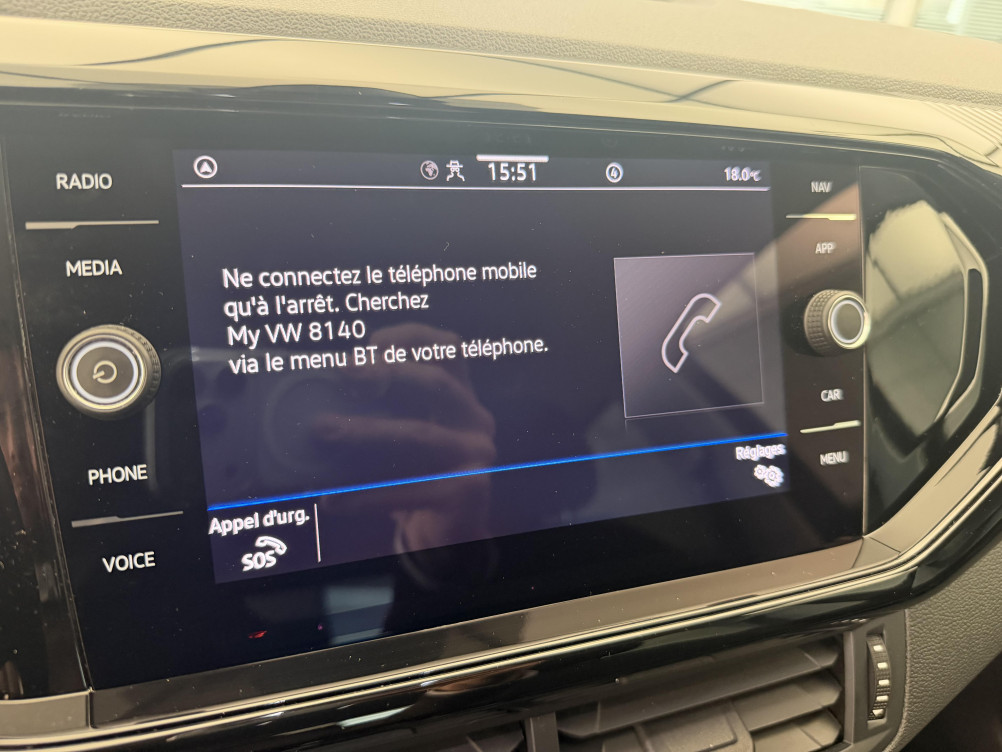 RADIO
MEDIA
PHONE
VOICE
15:51
4
18.0°C
Ne connectez le téléphone mobile
qu'à l'arrêt. Cherchez
My VW 8140
via le menu BT de votre téléphone.
Réglages
Appel d'urg.
SOS
NAV
APP
CAR
MENU